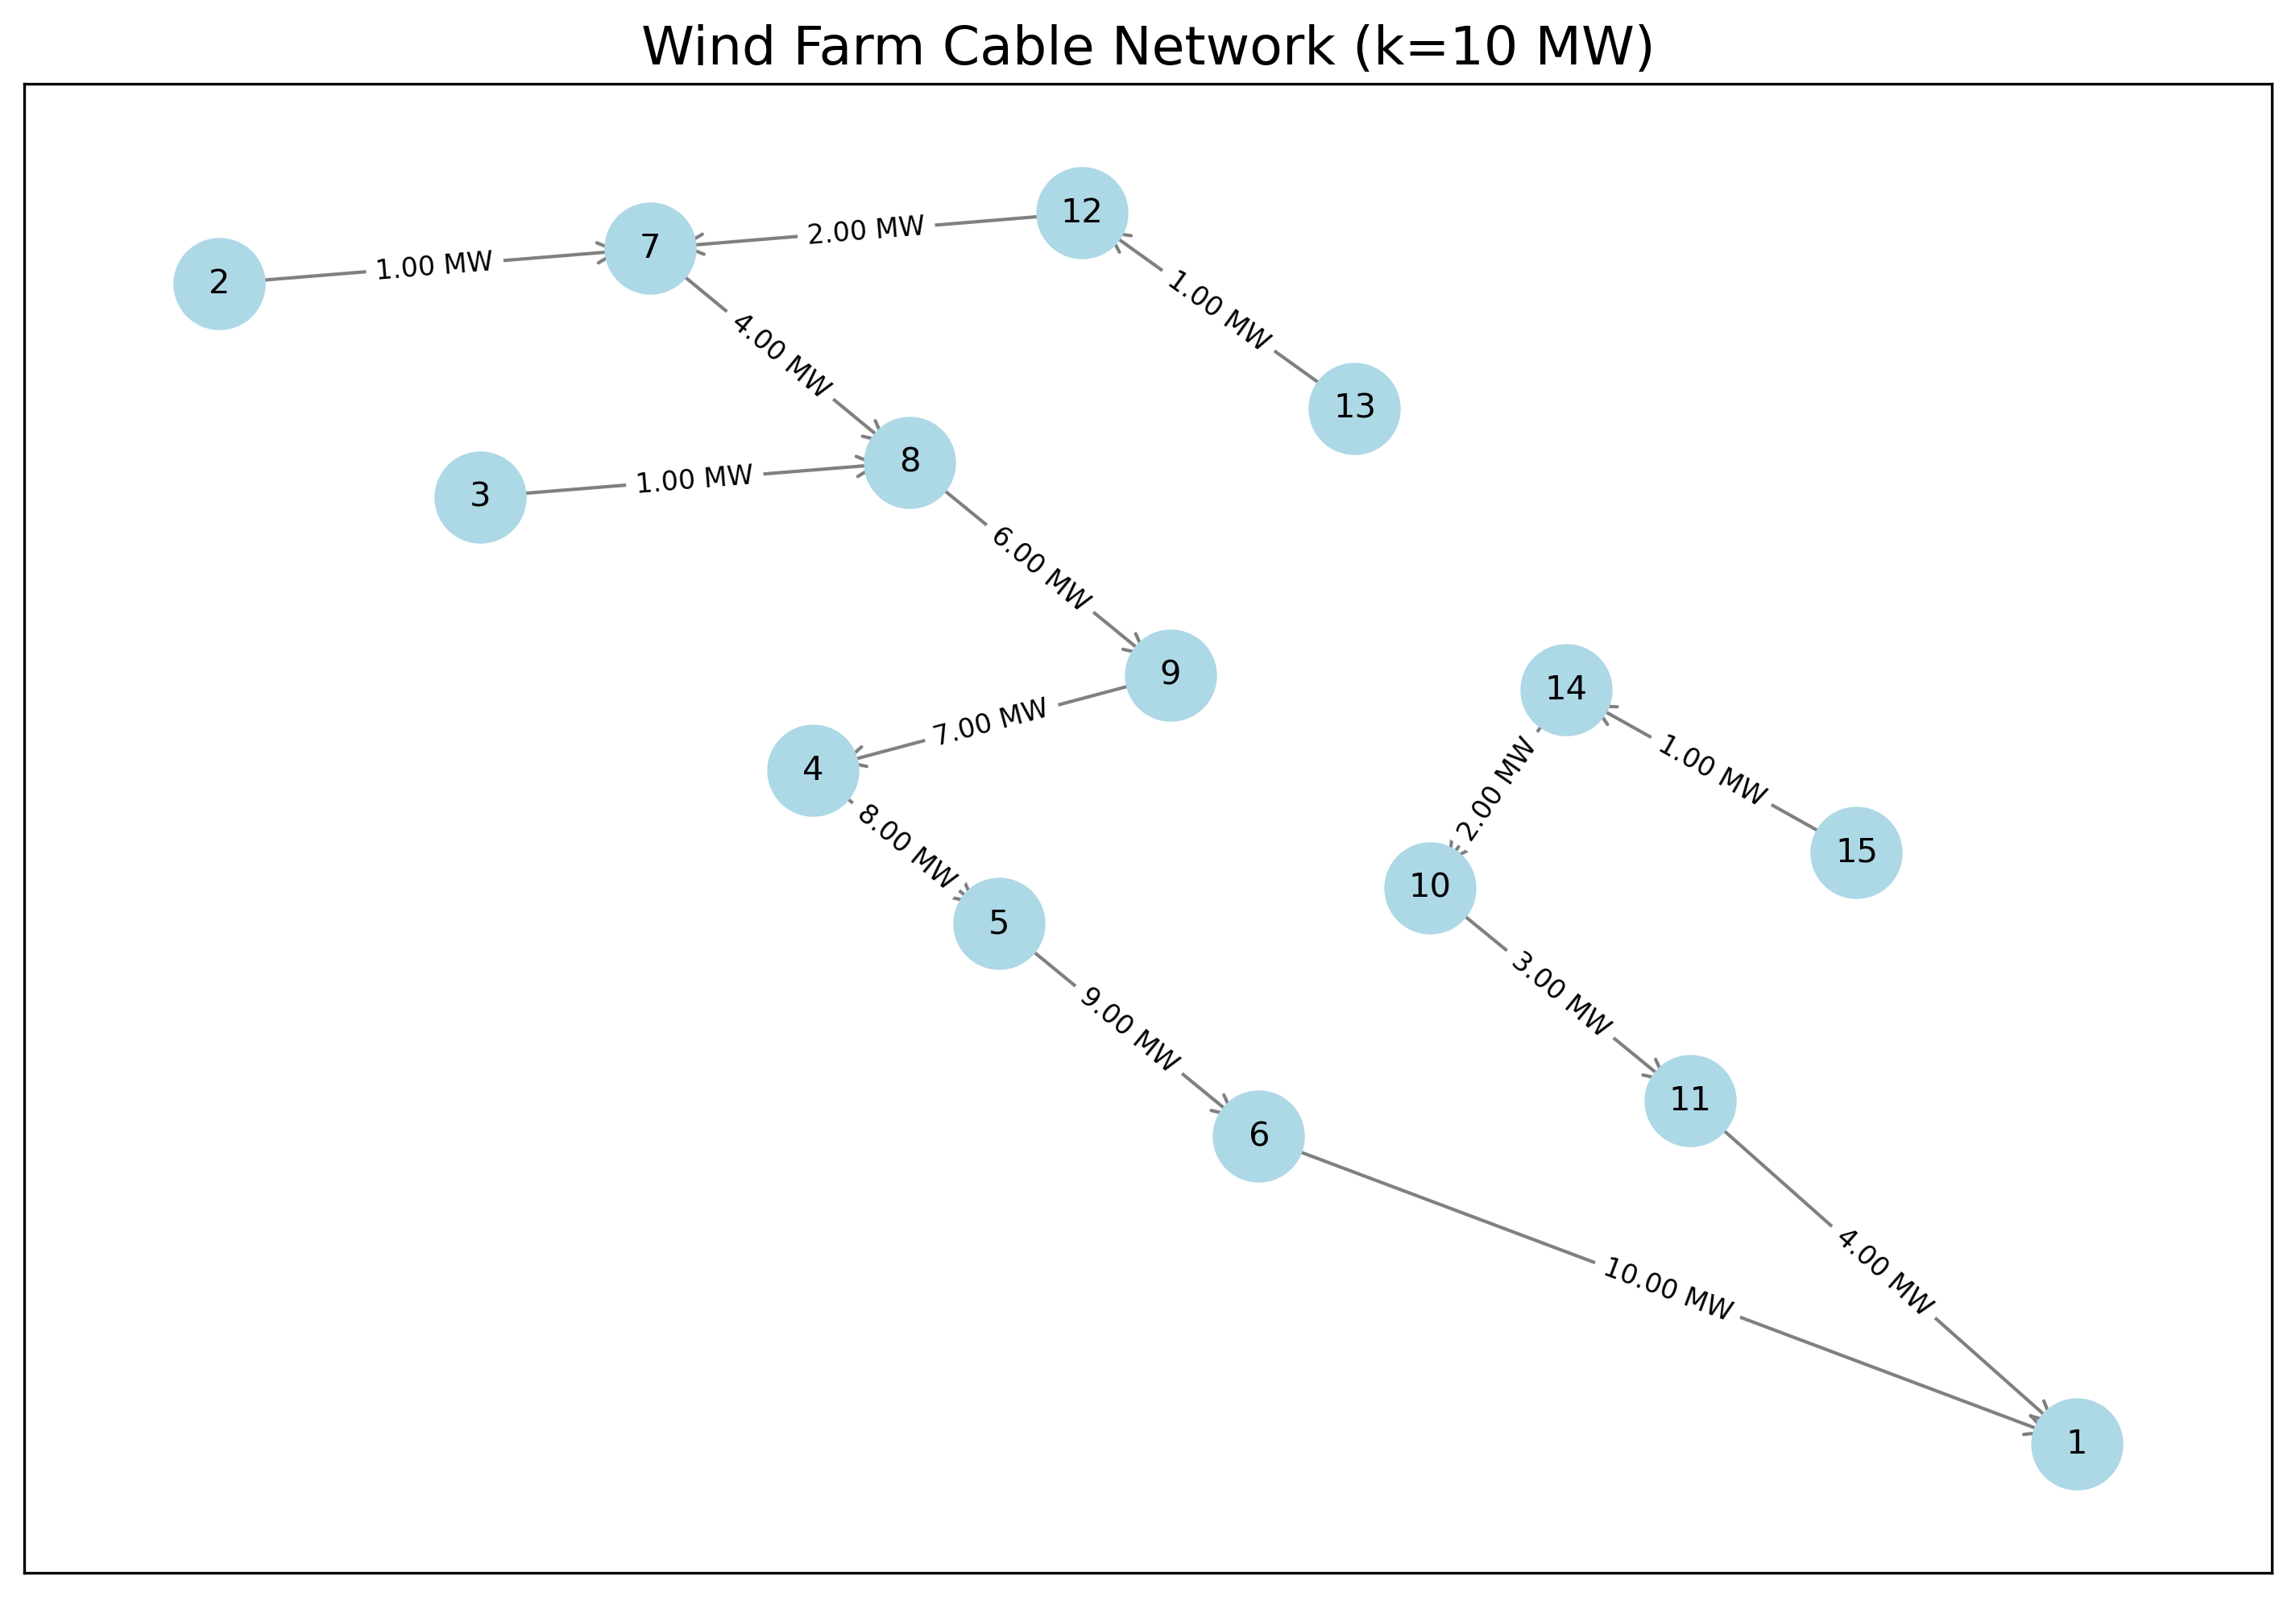 Wind Farm Cable Network (k=10 MW)
12
2.00 MW
7
1.00 MW
2
1.00 MW
4.00 MW
13
8
1.00 MW
3
6.00 MW
9
14
7.00 MW
4
1.00 MW
2.00 MW
8.00 MW
15
10
5
3.00 MW
9.00 MW
11
6
4.00 MW
10.00 MW
1